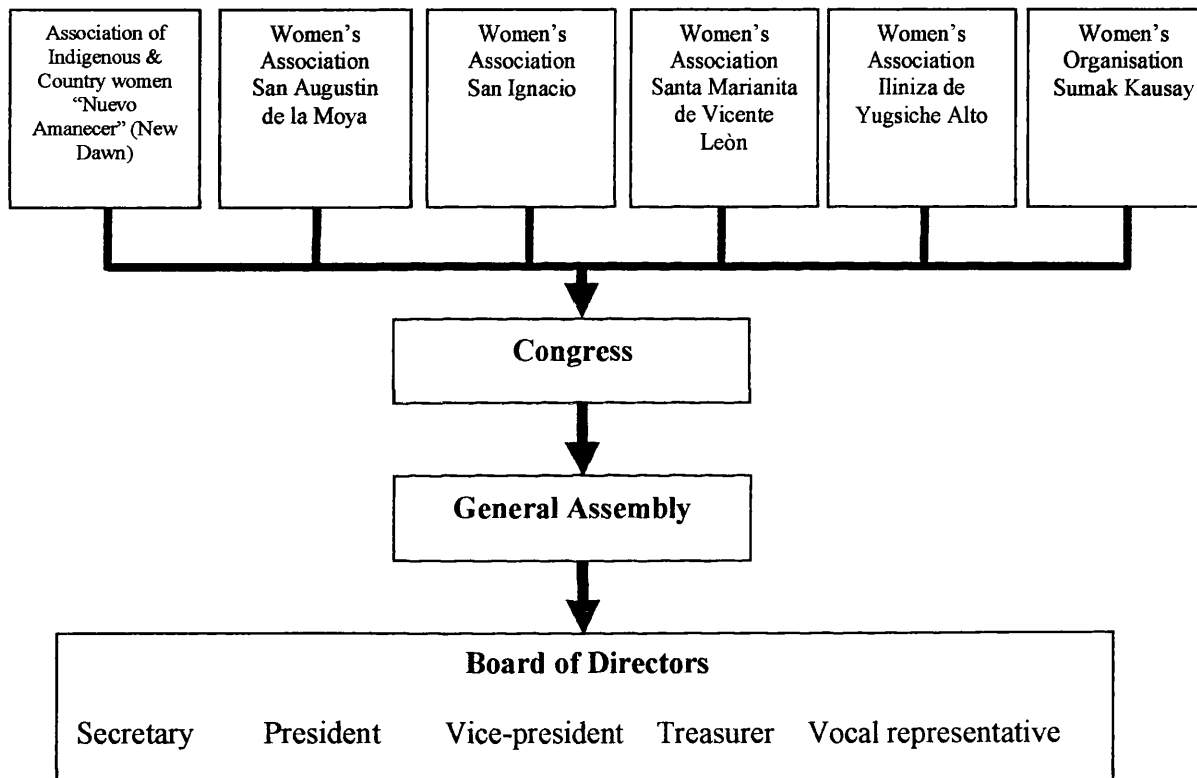 Association of
Indigenous &
Country women
“Nuevo
Amanecer” (New
Dawn)
Women’s
Association
San Augustin
de la Moya
Women’s
Association
San Ignacio
Women’s
Association
Santa Marianita
de Vicente
Leòn
Women’s
Association
Iliniza de
Yugsiche Alto
Women’s
Organisation
Sumak Kausay
Congress
General Assembly
Board of Directors
Secretary President Vice-president Treasurer Vocal representative